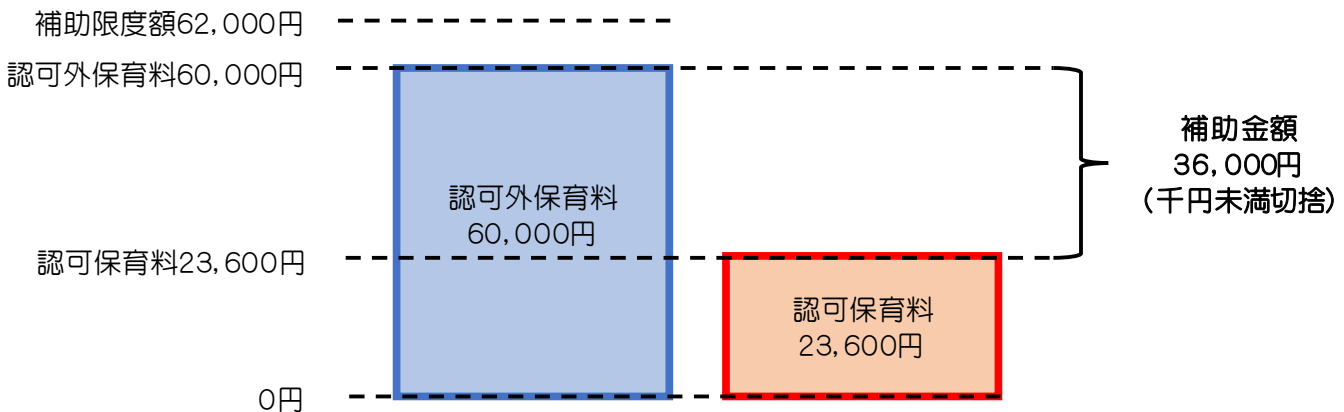 補助限度額62,000円
認可外保育料60,000円
補助金額
36,000円
(千円未満切捨)
認可外保育料
60,000円
認可保育料23,600円
認可保育料
23,600円
0円